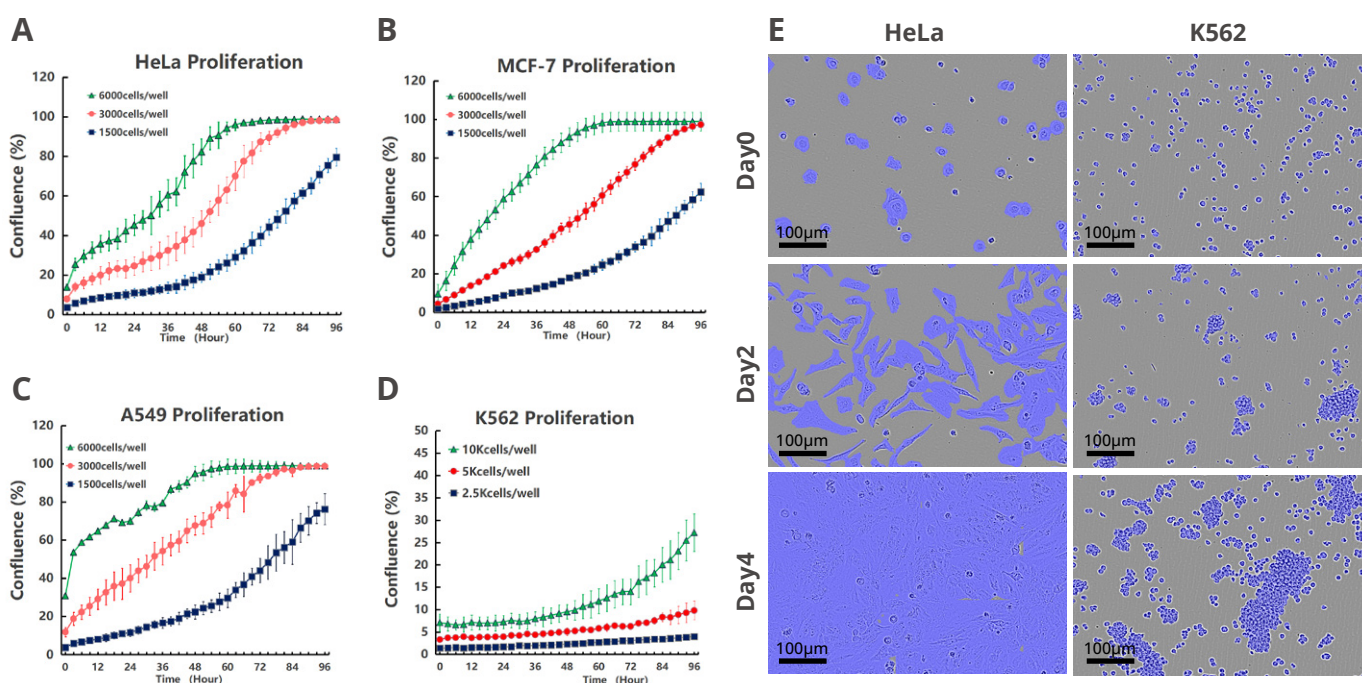 A
HeLa Proliferation
120
100
80
60
40
20
0
Confluence (%)
6000cells/well
3000cells/well
1500cells/well
0 12 24 36 48 60 72 84 96
Time (Hour)
B
MCF-7 Proliferation
120
100
80
60
40
20
0
Confluence (%)
6000cells/well
3000cells/well
1500cells/well
0 12 24 36 48 60 72 84 96
Time (Hour)
C
A549 Proliferation
120
100
80
60
40
20
0
Confluence (%)
6000cells/well
3000cells/well
1500cells/well
0 12 24 36 48 60 72 84 96
Time (Hour)
D
K562 Proliferation
50
45
40
35
30
25
20
15
10
5
0
Confluence (%)
10Kcells/well
5Kcells/well
2.5Kcells/well
0 12 24 36 48 60 72 84 96
Time (Hour)
E
HeLa K562
Day0
100μm 100μm
Day2
100μm 100μm
Day4
100μm 100μm